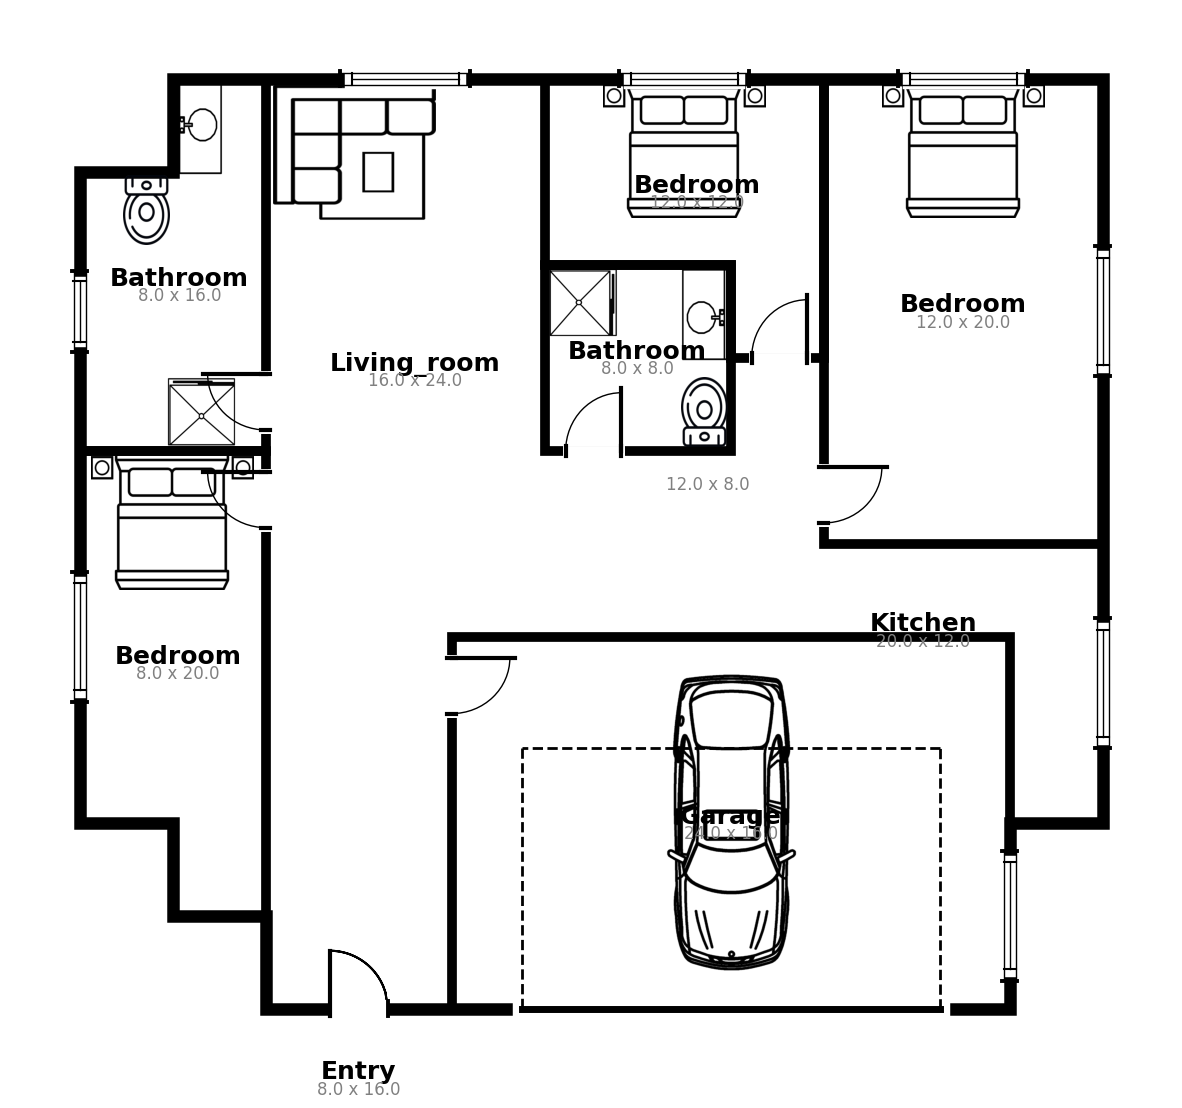 Bedroom
12.0 x 12.0
Bathroom
8.0 x 16.0
Bedroom
12.0 x 20.0
Living_room
16.0 x 24.0
Bathroom
8.0 x 8.0
12.0 x 8.0
Kitchen
20.0 x 12.0
Bedroom
8.0 x 20.0
Garage
24.0 x 16.0
Entry
8.0 x 16.0